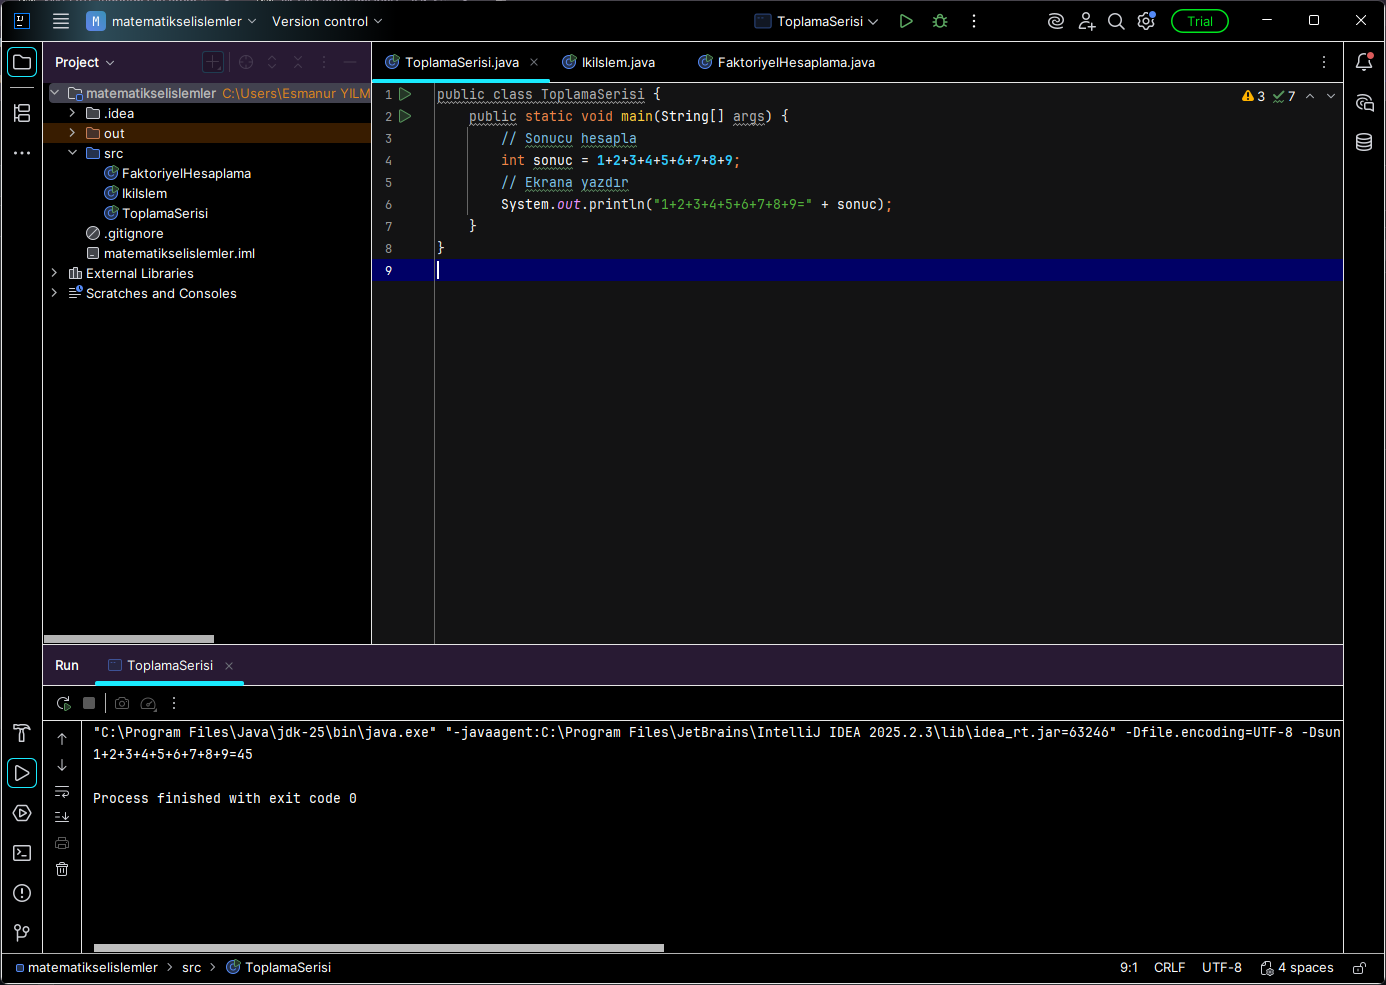 M matematikselislemler Version control ToplamaSerisi Trial
Project ToplamaSerisi.java IkiIslem.java FaktoriyelHesaplama.java
matematikselislemler C:\Users\Esmanur YILM
.idea
out
src
FaktoriyelHesaplama
IkiIslem
ToplamaSerisi
.gitignore
matematikselislemler.iml
External Libraries
Scratches and Consoles
3 7
1 public class ToplamaSerisi {
2 public static void main(String[] args) {
3 // Sonucu hesapla
4 int sonuc = 1+2+3+4+5+6+7+8+9;
5 // Ekrana yazdır
6 System.out.println("1+2+3+4+5+6+7+8+9=" + sonuc);
7 }
8 }
9
Run ToplamaSerisi
"C:\Program Files\Java\jdk-25\bin\java.exe" "-javaagent:C:\Program Files\JetBrains\IntelliJ IDEA 2025.2.3\lib\idea_rt.jar=63246" -Dfile.encoding=UTF-8 -Dsun
1+2+3+4+5+6+7+8+9=45
Process finished with exit code 0
matematikselislemler > src > ToplamaSerisi 9:1 CRLF UTF-8 4 spaces